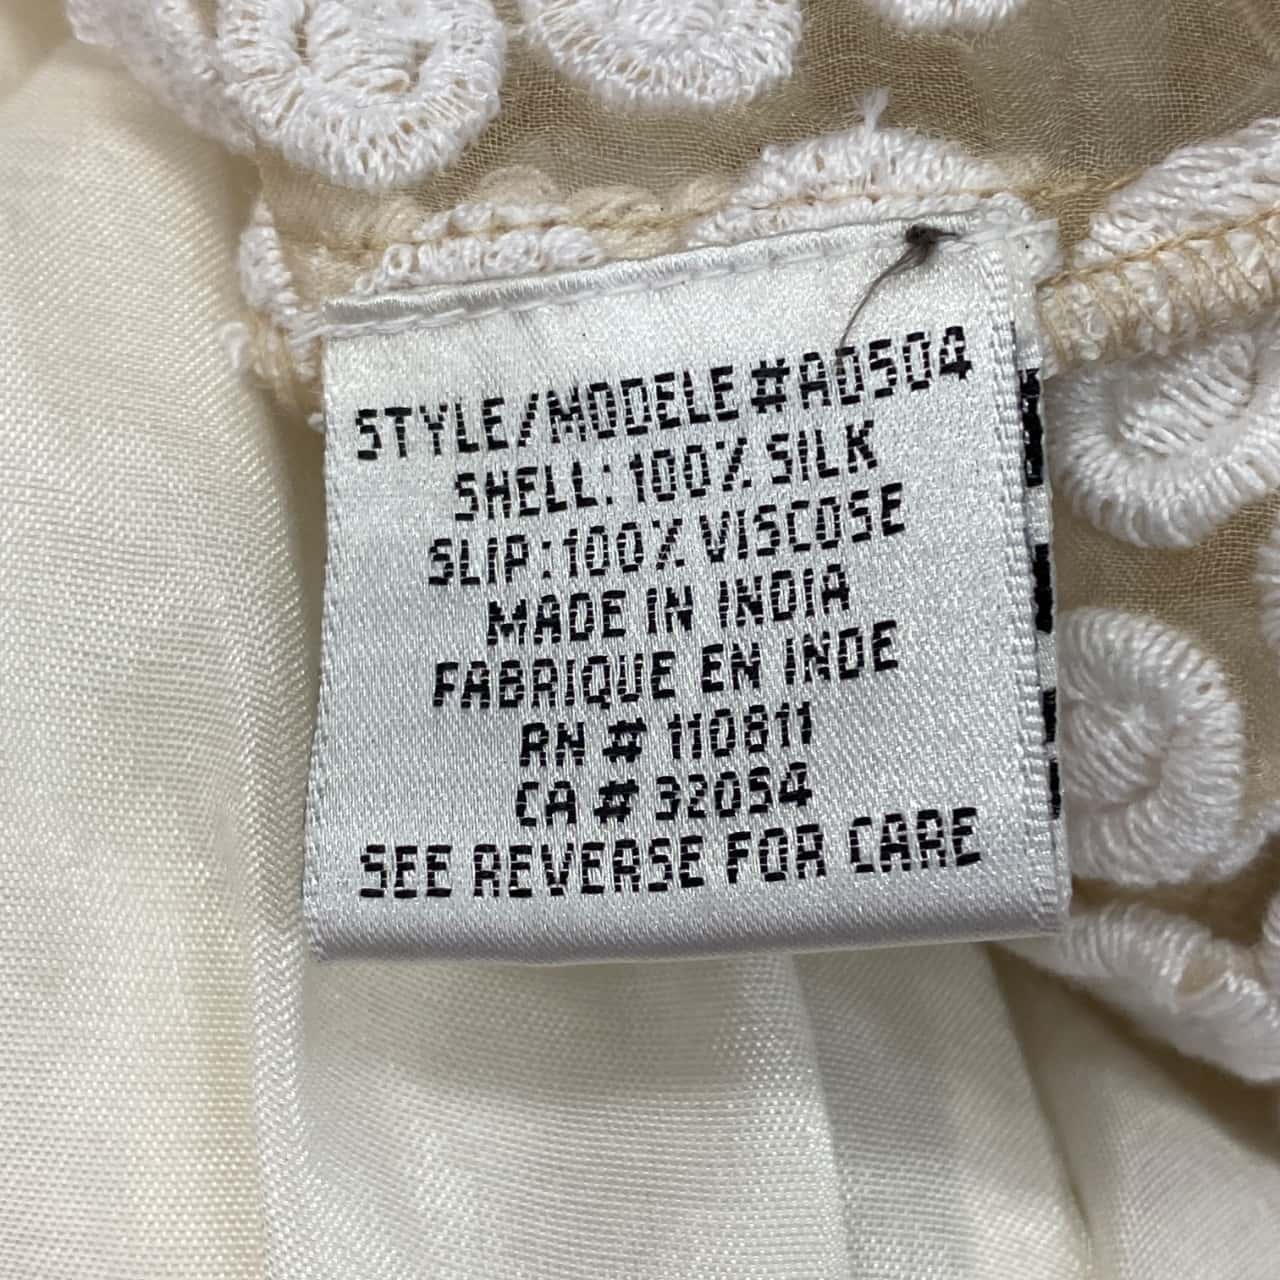 STYLE/MODELE #A0504
SHELL: 100% SILK
SLIP: 100% VISCOSE
MADE IN INDIA
FABRIQUE EN INDE
RN # 110811
CA # 32054
SEE REVERSE FOR CARE